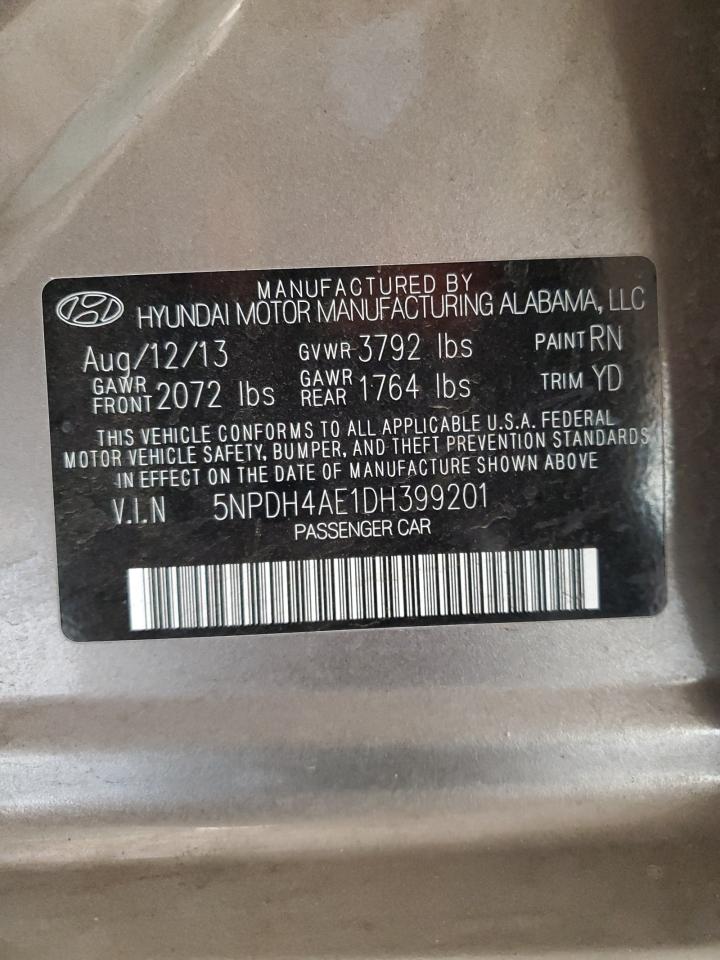 MANUFACTURED BY
HYUNDAI MOTOR MANUFACTURING ALABAMA, LLC
Aug/12/13 GVWR 3792 lbs PAINT RN
GAWR FRONT 2072 lbs GAWR REAR 1764 lbs TRIM YD
THIS VEHICLE CONFORMS TO ALL APPLICABLE U.S.A. FEDERAL
MOTOR VEHICLE SAFETY, BUMPER, AND THEFT PREVENTION STANDARDS
IN EFFECT ON THE DATE OF MANUFACTURE SHOWN ABOVE
V.I.N 5NPDH4AE1DH399201
PASSENGER CAR